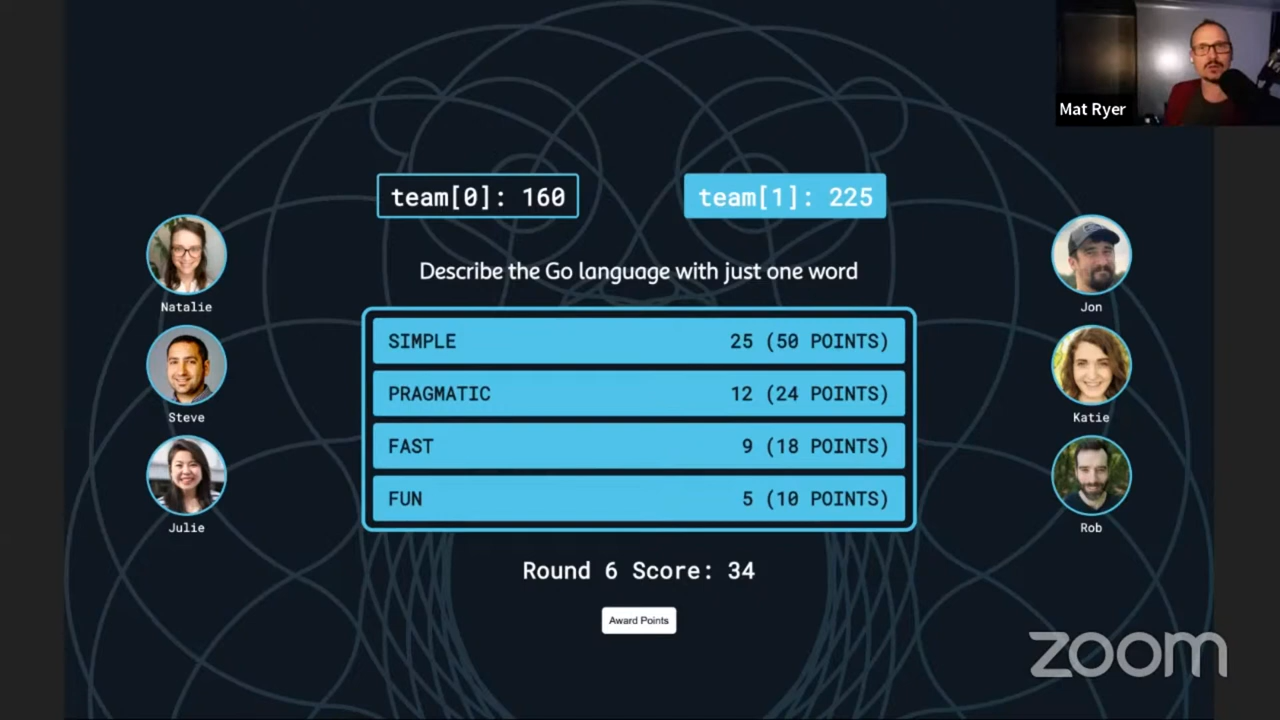 Mat Ryer
team[0]: 160
team[1]: 225
Describe the Go language with just one word
SIMPLE 25 (50 POINTS)
PRAGMATIC 12 (24 POINTS)
FAST 9 (18 POINTS)
FUN 5 (10 POINTS)
Natalie
Steve
Julie
Jon
Katie
Rob
Round 6 Score: 34
Award Points
zoom